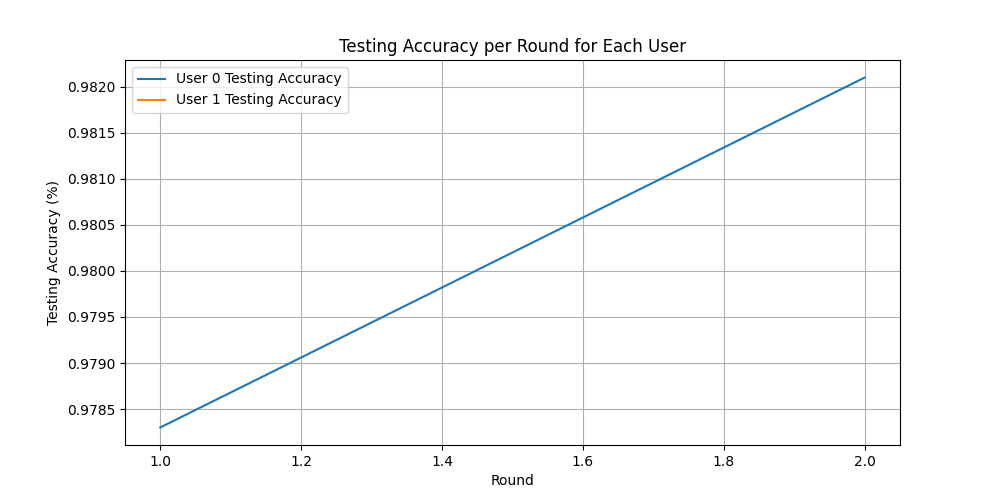 Testing Accuracy per Round for Each User
User 0 Testing Accuracy
User 1 Testing Accuracy
Testing Accuracy (%)
0.9820
0.9815
0.9810
0.9805
0.9800
0.9795
0.9790
0.9785
1.0 1.2 1.4 1.6 1.8 2.0
Round